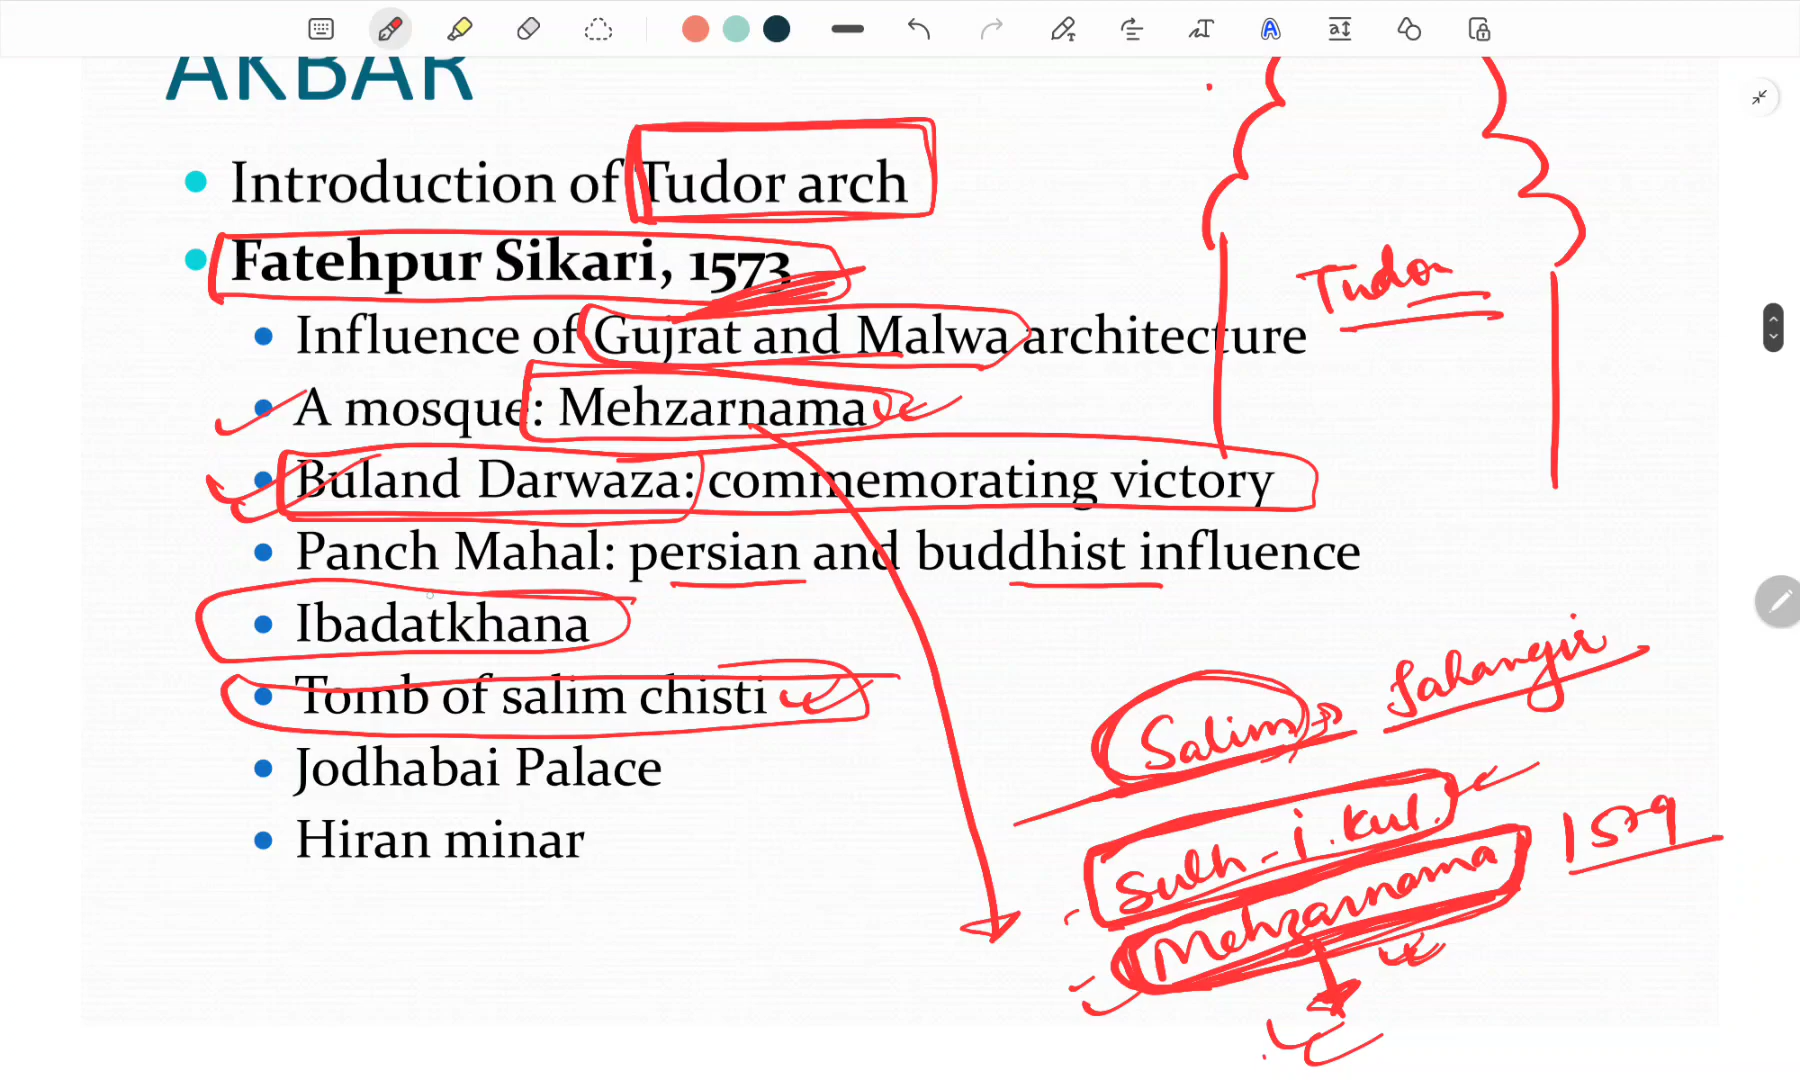 AKBAR
Introduction of Tudor arch
Fatehpur Sikari, 1573
Influence of Gujrat and Malwa architecture
A mosque: Mehzarnama
Buland Darwaza: commemorating victory
Panch Mahal: persian and buddhist influence
Ibadatkhana
Tomb of salim chisti
Jodhabai Palace
Hiran minar
Tudor
Salim Jahangir
Sulh-i.kul.
Mehzarnama 1579